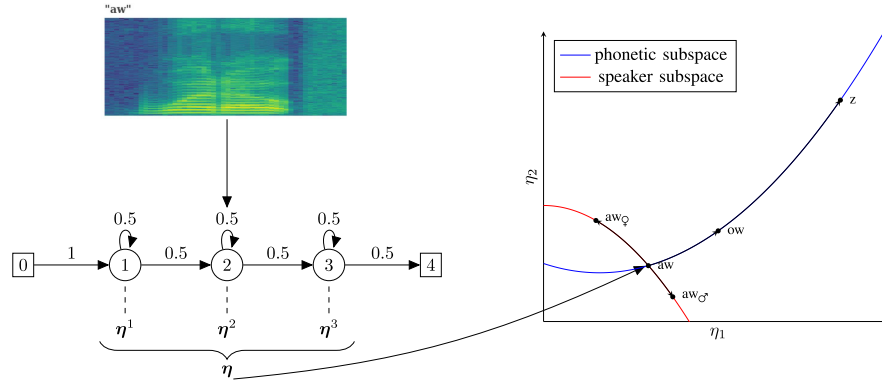 "aw"
phonetic subspace
speaker subspace
z
η₂
0.5 0.5 0.5
aw♀
ow
1 0.5 0.5 0.5
0 1 2 3 4
aw
aw♂
η¹ η² η³
η₁
η